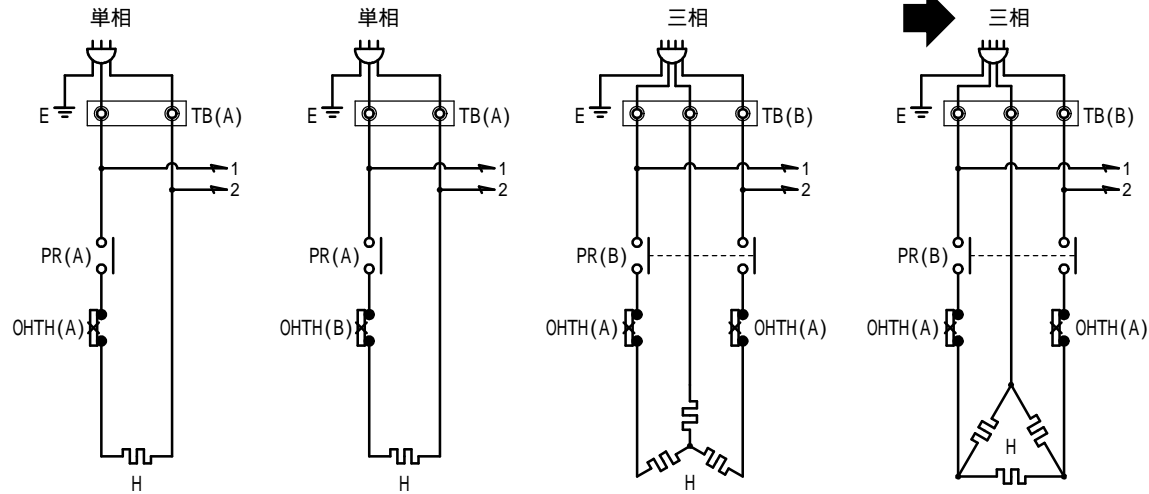 単相
E
TB(A)
1
2
PR(A)
OHTH(A)
H
単相
E
TB(A)
1
2
PR(A)
OHTH(B)
H
三相
E
TB(B)
1
2
PR(B)
OHTH(A)
OHTH(A)
H
三相
E
TB(B)
1
2
PR(B)
OHTH(A)
OHTH(A)
H